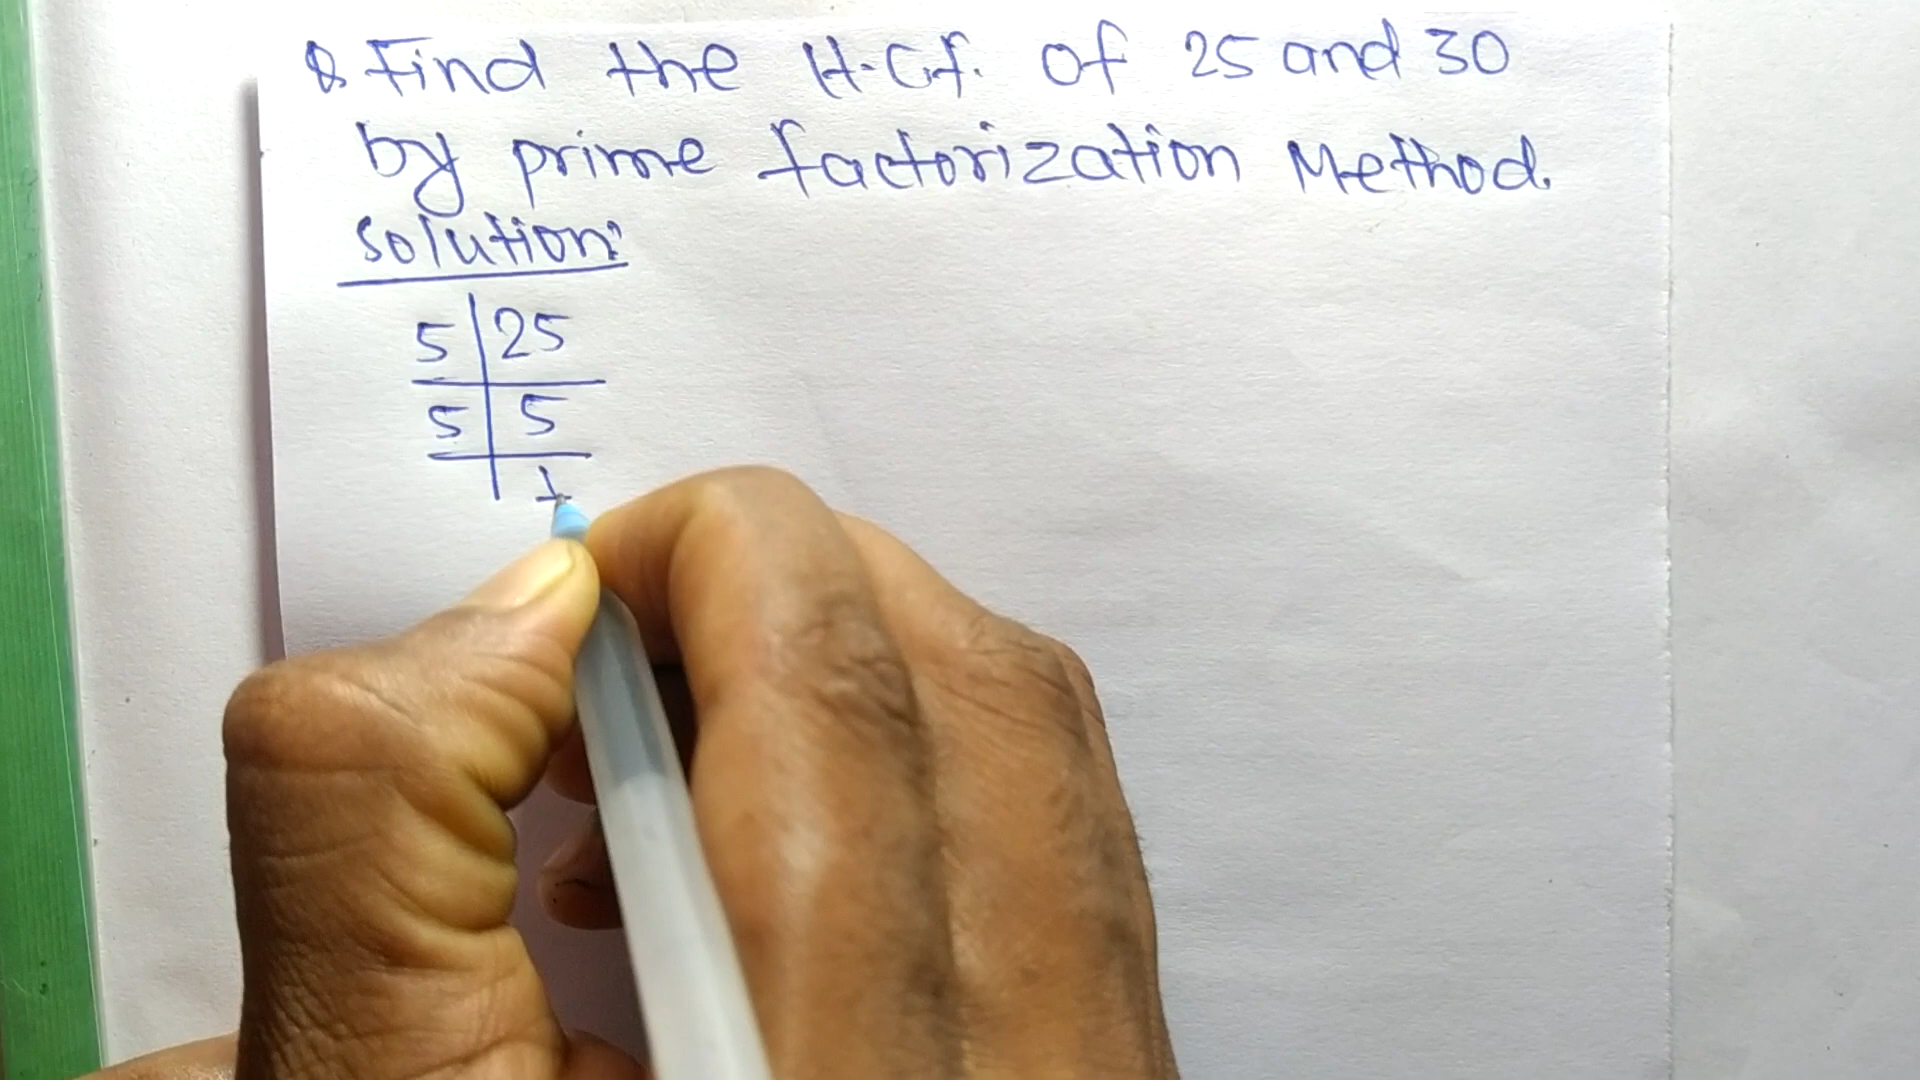 Q Find the H.C.F. of 25 and 30
by prime factorization Method.
Solution:
5 | 25
5 | 5
1